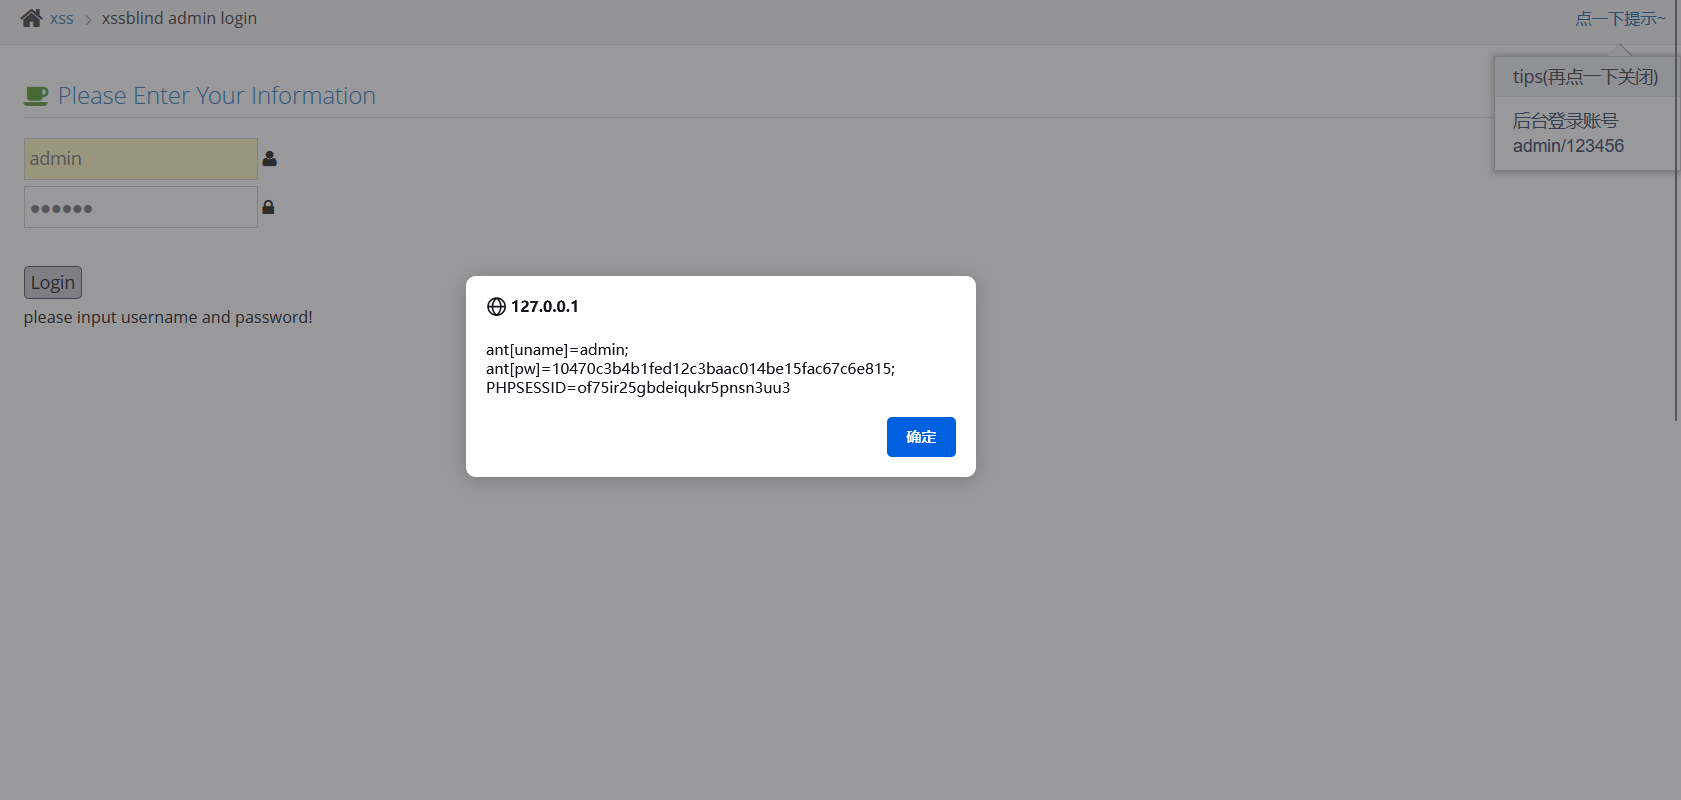 xss > xssblind admin login
点一下提示~
tips(再点一下关闭)
后台登录账号
admin/123456
Please Enter Your Information
admin
●●●●●●
Login
please input username and password!
127.0.0.1
ant[uname]=admin;
ant[pw]=10470c3b4b1fed12c3baac014be15fac67c6e815;
PHPSESSID=of75ir25gbdeiqukr5pnsn3uu3
确定